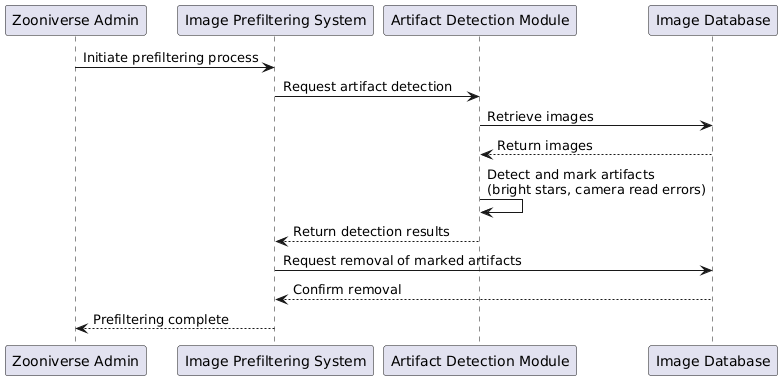 Zooniverse Admin
Image Prefiltering System
Artifact Detection Module
Image Database
Initiate prefiltering process
Request artifact detection
Retrieve images
Return images
Detect and mark artifacts
(bright stars, camera read errors)
Return detection results
Request removal of marked artifacts
Confirm removal
Prefiltering complete
Zooniverse Admin
Image Prefiltering System
Artifact Detection Module
Image Database